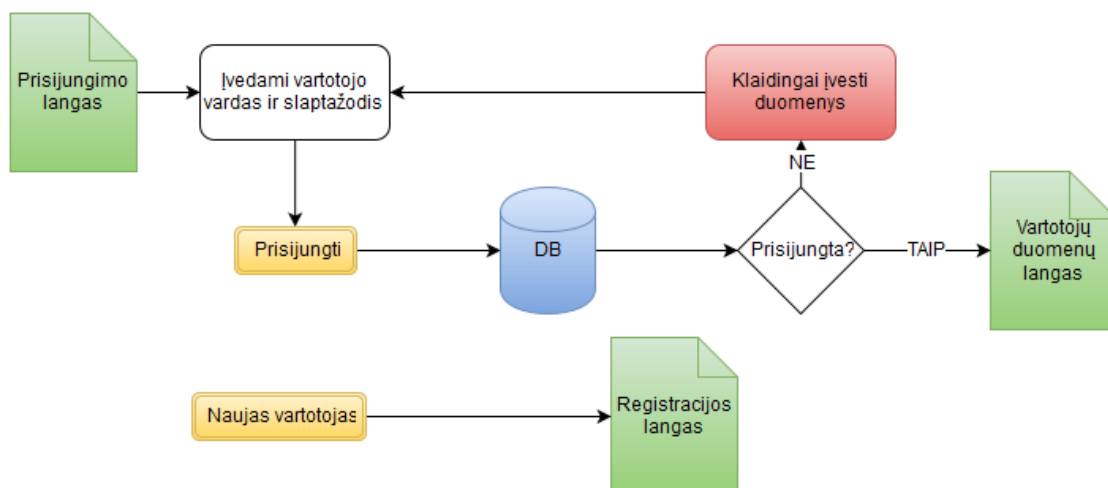 Prisijungimo
langas
Įvedami vartotojo
vardas ir slaptažodis
Klaidingai įvesti
duomenys
NE
Prisijungti
DB
Prisijungta?
TAIP
Vartotojų
duomenų
langas
Naujas vartotojas
Registracijos
langas